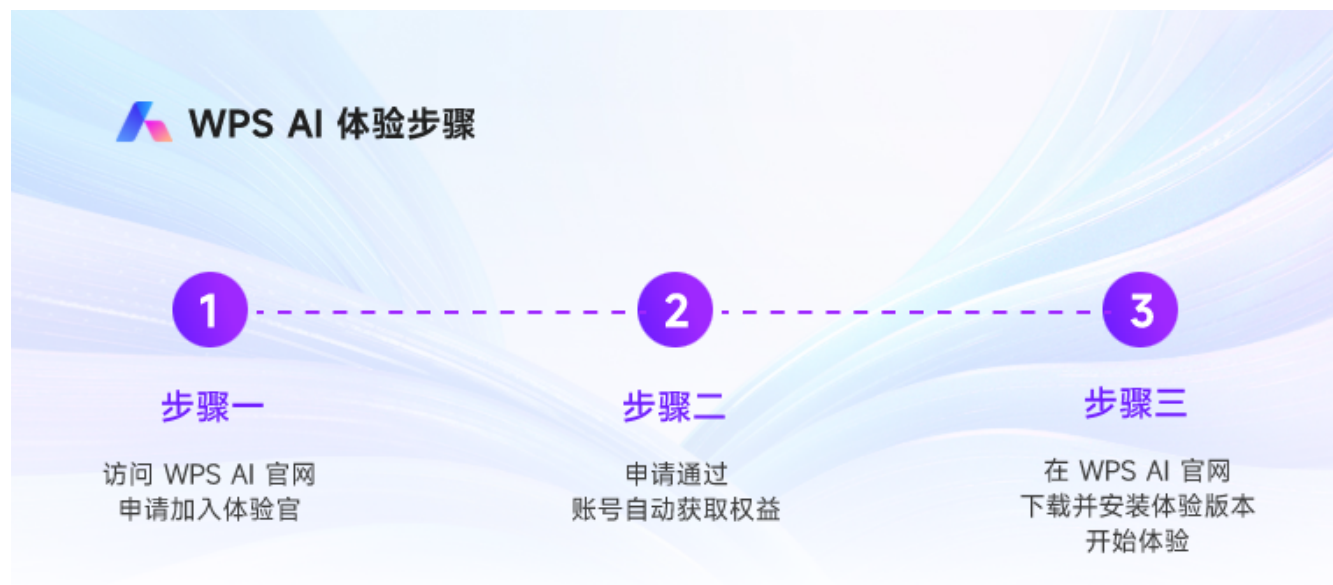 WPS AI 体验步骤
1
2
3
步骤一
步骤二
步骤三
访问 WPS AI 官网
申请加入体验官
申请通过
账号自动获取权益
在 WPS AI 官网
下载并安装体验版本
开始体验